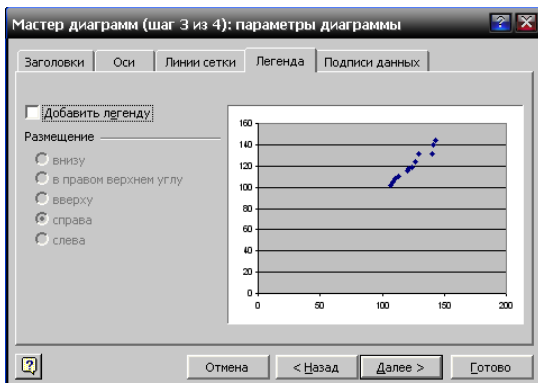 Мастер диаграмм (шаг 3 из 4): параметры диаграммы
Заголовки Оси Линии сетки Легенда Подписи данных
Добавить легенду
Размещение
внизу
в правом верхнем углу
вверху
справа
слева
160
140
120
100
80
60
40
20
0
0 50 100 150 200
Отмена < Назад Далее > Готово